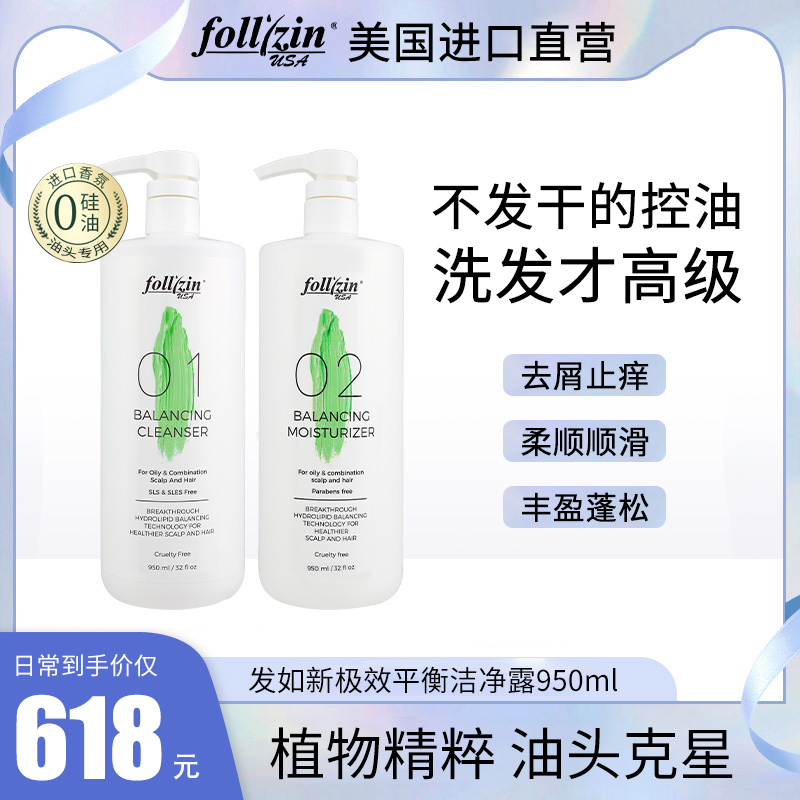 follizin® USA 美国进口直营
进口香氛
0硅油
油头专用
不发干的控油
洗发才高级
去屑止痒
柔顺顺滑
丰盈蓬松
follizin®
USA
01
BALANCING
CLEANSER
For Oily & Combination
Scalp And Hair
SLS & SLES Free
BREAKTHROUGH
HYDROLIPID BALANCING
TECHNOLOGY FOR
HEALTHIER SCALP AND HAIR
Cruelty Free
950 ml / 32 fl oz
follizin®
USA
02
BALANCING
MOISTURIZER
For oily & combination
scalp and hair
Parabens free
BREAKTHROUGH
HYDROLIPID BALANCING
TECHNOLOGY FOR
HEALTHIER
SCALP AND HAIR
Cruelty free
950 ml / 32 fl oz
日常到手价仅
618元
发如新极效平衡洁净露950ml
植物精粹 油头克星